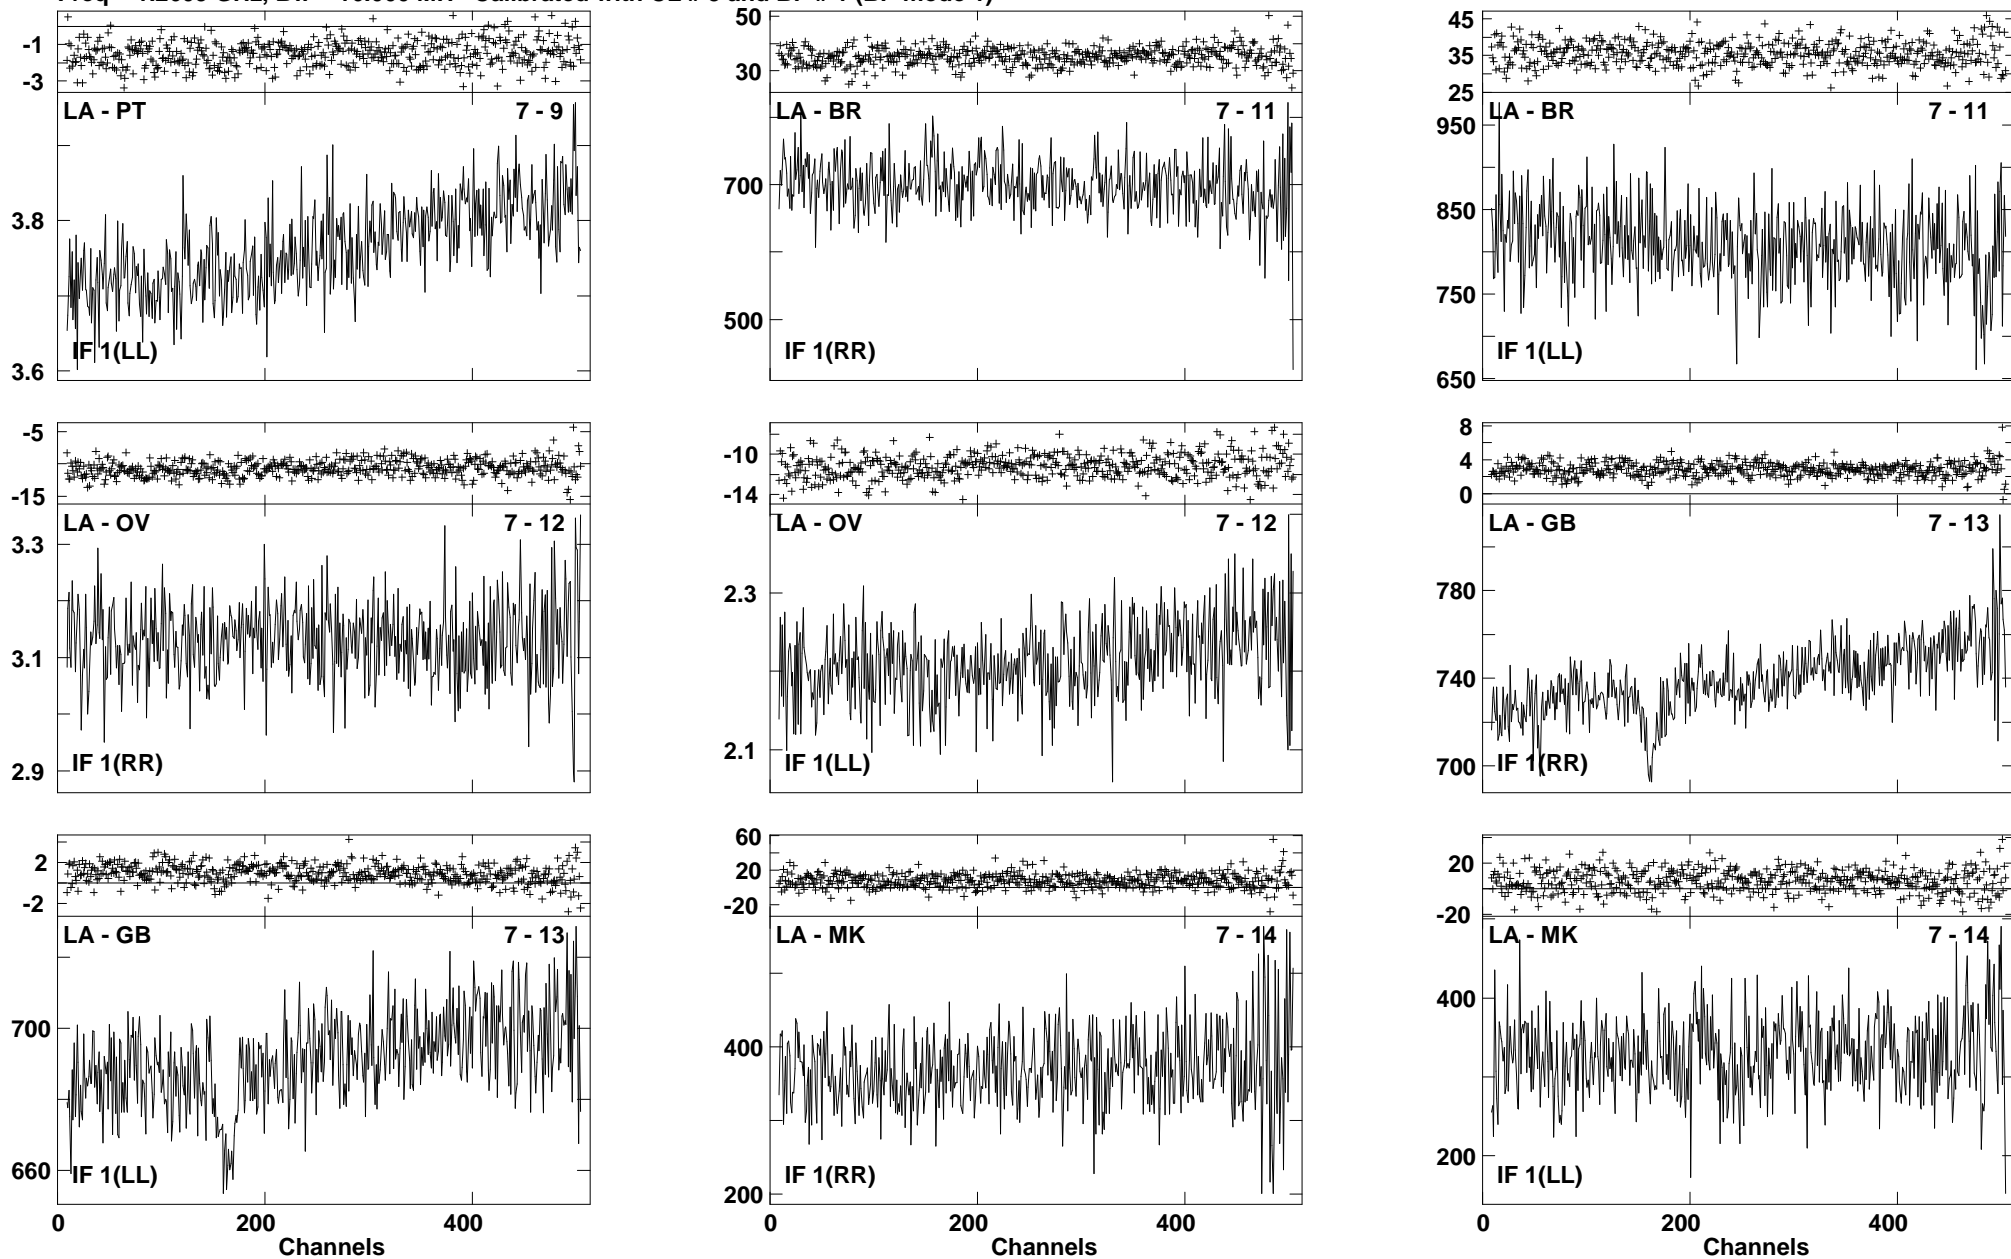 -1
-3
LA - PT 7 - 9
3.8
3.6
IF 1(LL)
50
30
LA - BR 7 - 11
700
500
IF 1(RR)
45
35
25
LA - BR 7 - 11
950
850
750
650
IF 1(LL)
-5
-15
LA - OV 7 - 12
3.3
3.1
2.9
IF 1(RR)
-10
-14
LA - OV 7 - 12
2.3
2.1
IF 1(LL)
8
4
0
LA - GB 7 - 13
780
740
700
IF 1(RR)
2
-2
LA - GB 7 - 13
700
660
IF 1(LL)
0 200 400
Channels
60
20
-20
LA - MK 7 - 14
400
200
IF 1(RR)
0 200 400
Channels
20
-20
LA - MK 7 - 14
400
200
IF 1(LL)
0 200 400
Channels